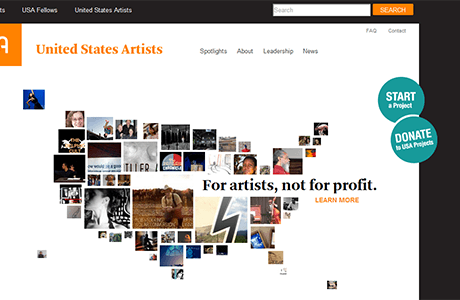 ts USA Fellows United States Artists
Search SEARCH
FAQ Contact
A United States Artists
Spotlights About Leadership News
START
a Project
DONATE
to USA Projects
TILLER
For artists, not for profit.
LEARN MORE